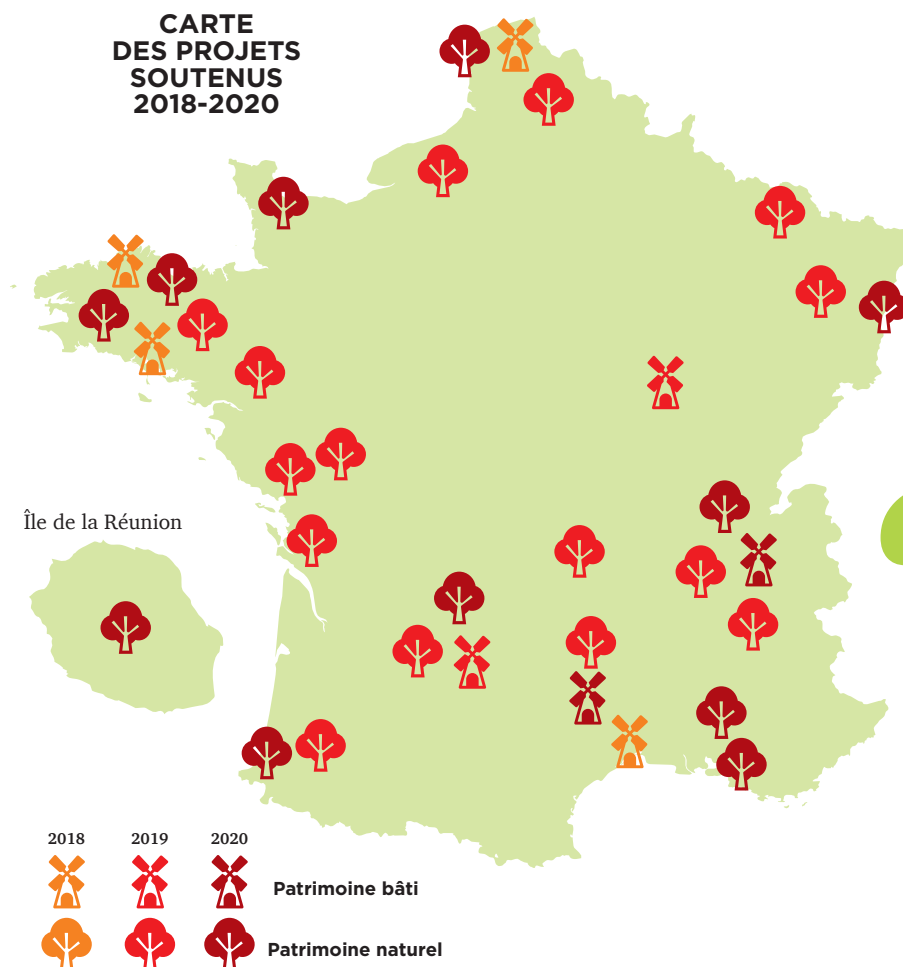 CARTE
DES PROJETS
SOUTENUS
2018-2020
Île de la Réunion
2018 2019 2020
Patrimoine bâti
Patrimoine naturel